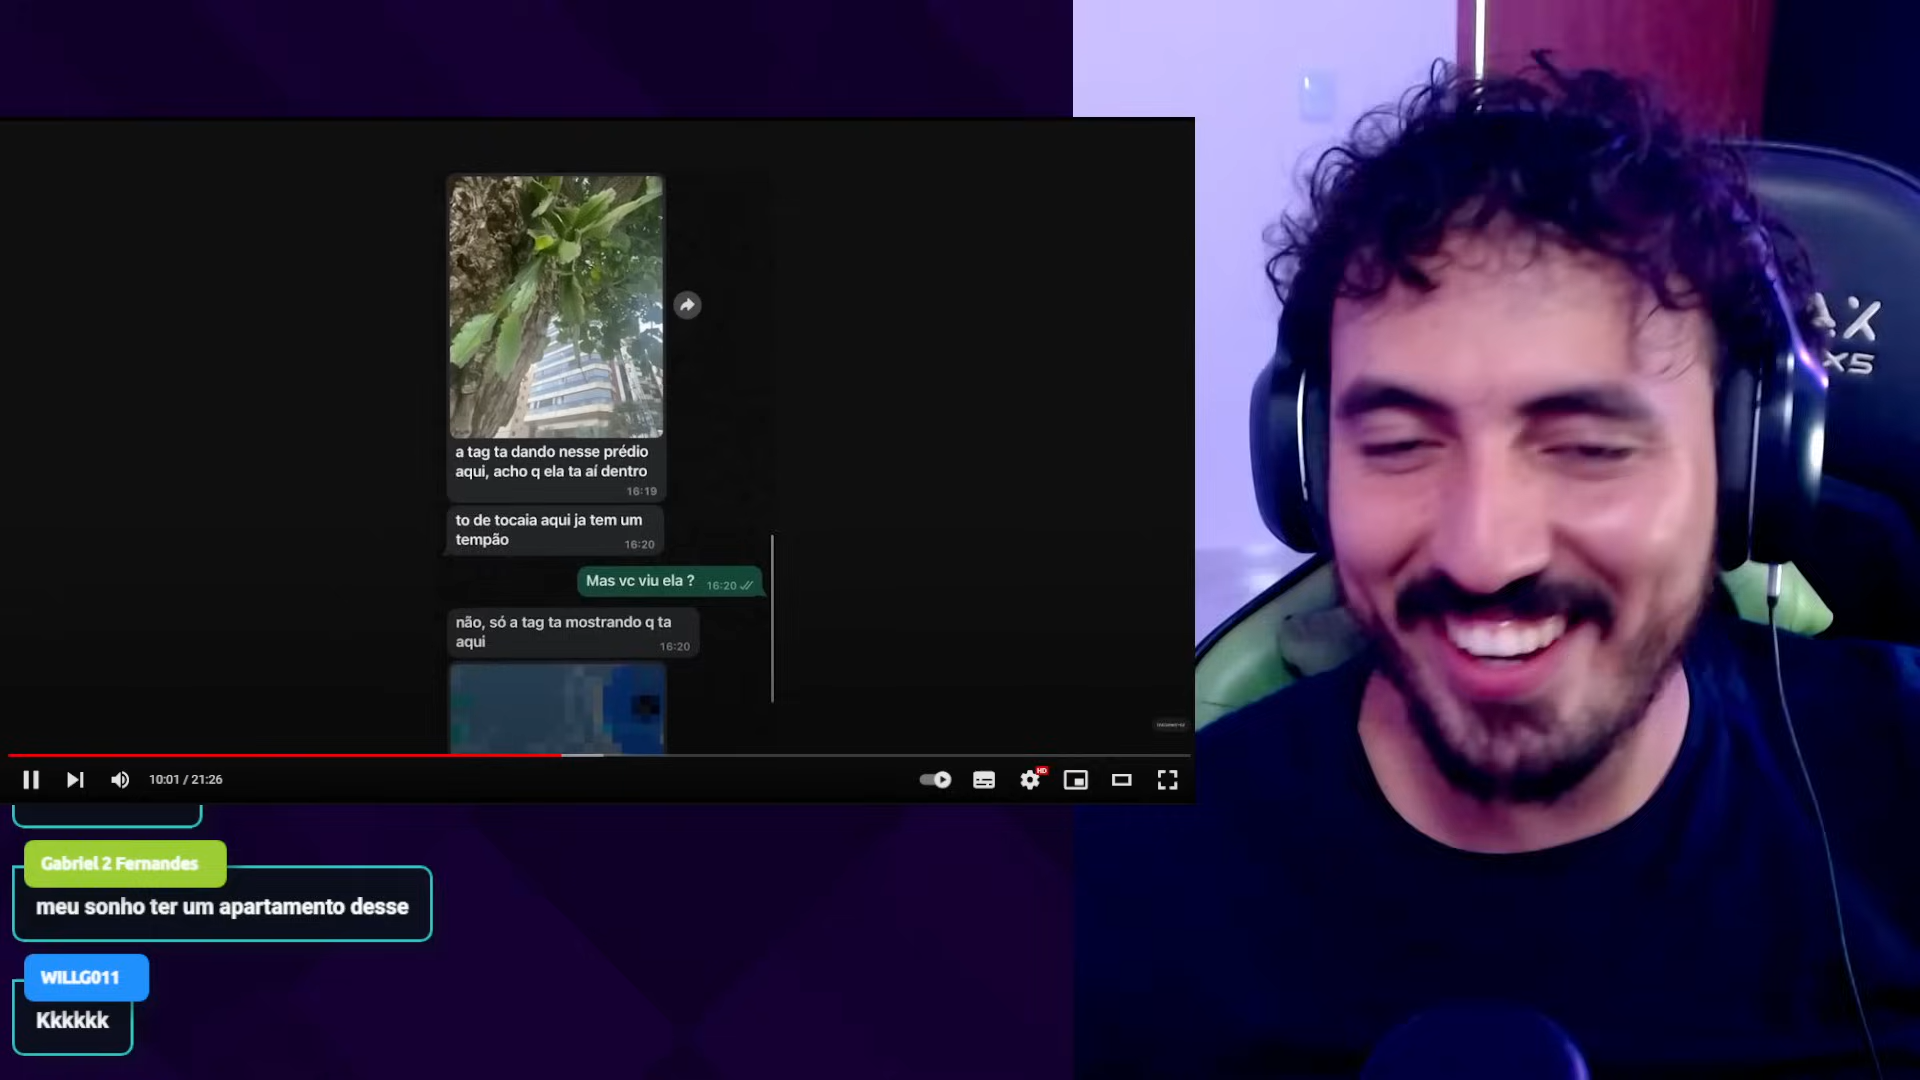 a tag ta dando nesse prédio
aqui, acho q ela ta aí dentro
16:19
to de tocaia aqui ja tem um
tempão
16:20
Mas vc viu ela ?
16:20
não, só a tag ta mostrando q ta
aqui
16:20
HD
10:01 / 21:26
Gabriel 2 Fernandes
meu sonho ter um apartamento desse
WILLG011
Kkkkkk